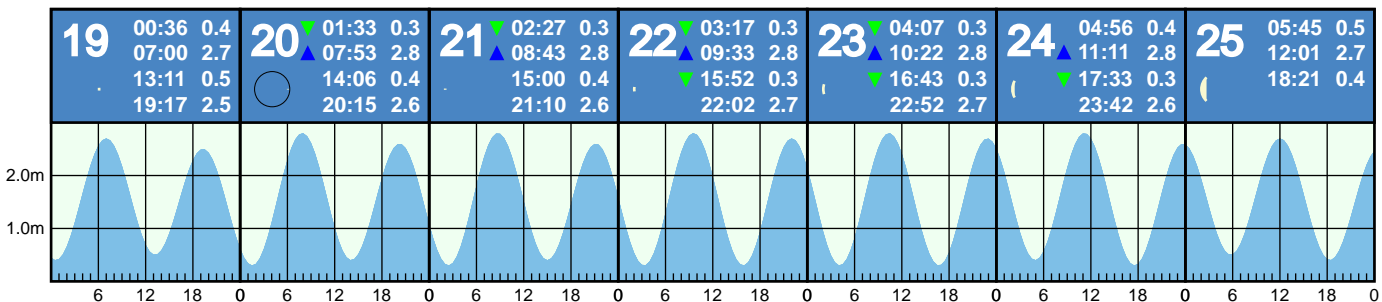 19 00:36 0.4
07:00 2.7
13:11 0.5
19:17 2.5
20 ▼ 01:33 0.3
▲ 07:53 2.8
14:06 0.4
20:15 2.6
21 ▼ 02:27 0.3
▲ 08:43 2.8
15:00 0.4
21:10 2.6
22 ▼ 03:17 0.3
▲ 09:33 2.8
▼ 15:52 0.3
22:02 2.7
23 ▼ 04:07 0.3
▲ 10:22 2.8
▼ 16:43 0.3
22:52 2.7
24 04:56 0.4
▲ 11:11 2.8
▼ 17:33 0.3
23:42 2.6
25 05:45 0.5
12:01 2.7
18:21 0.4
2.0m
1.0m
6 12 18 0 6 12 18 0 6 12 18 0 6 12 18 0 6 12 18 0 6 12 18 0 6 12 18 0